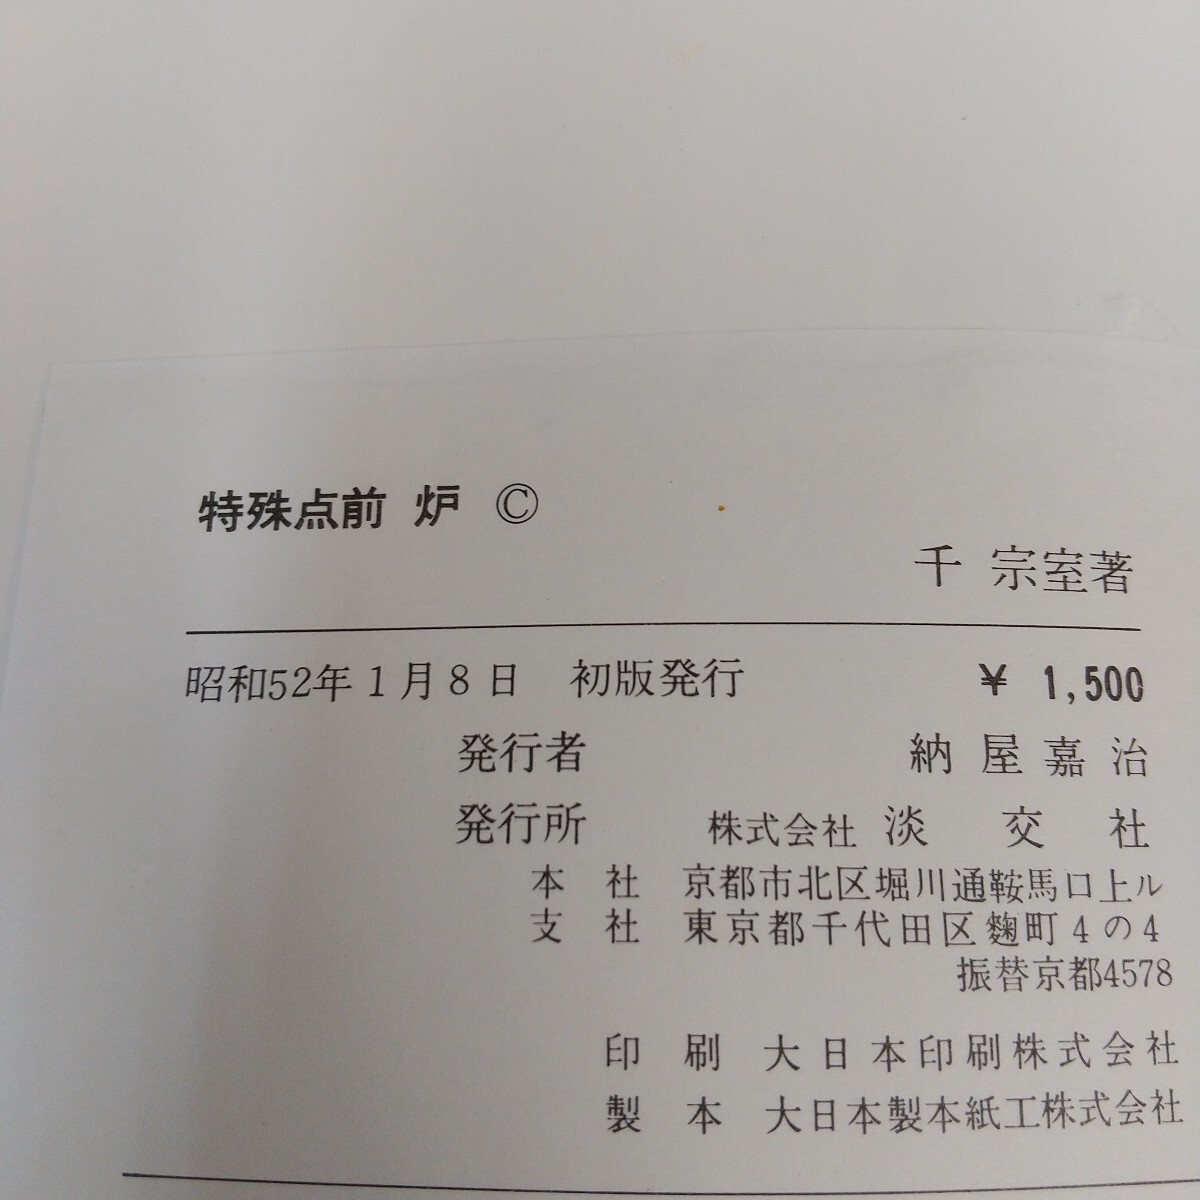 特殊点前 炉 ©
千 宗室著
昭和52年1月8日 初版発行 ¥ 1,500
発行者 納屋嘉治
発行所 株式会社 淡交社
本社 京都市北区堀川通鞍馬口上ル
支社 東京都千代田区麴町4の4
振替京都4578
印刷 大日本印刷株式会社
製本 大日本製本紙工株式会社